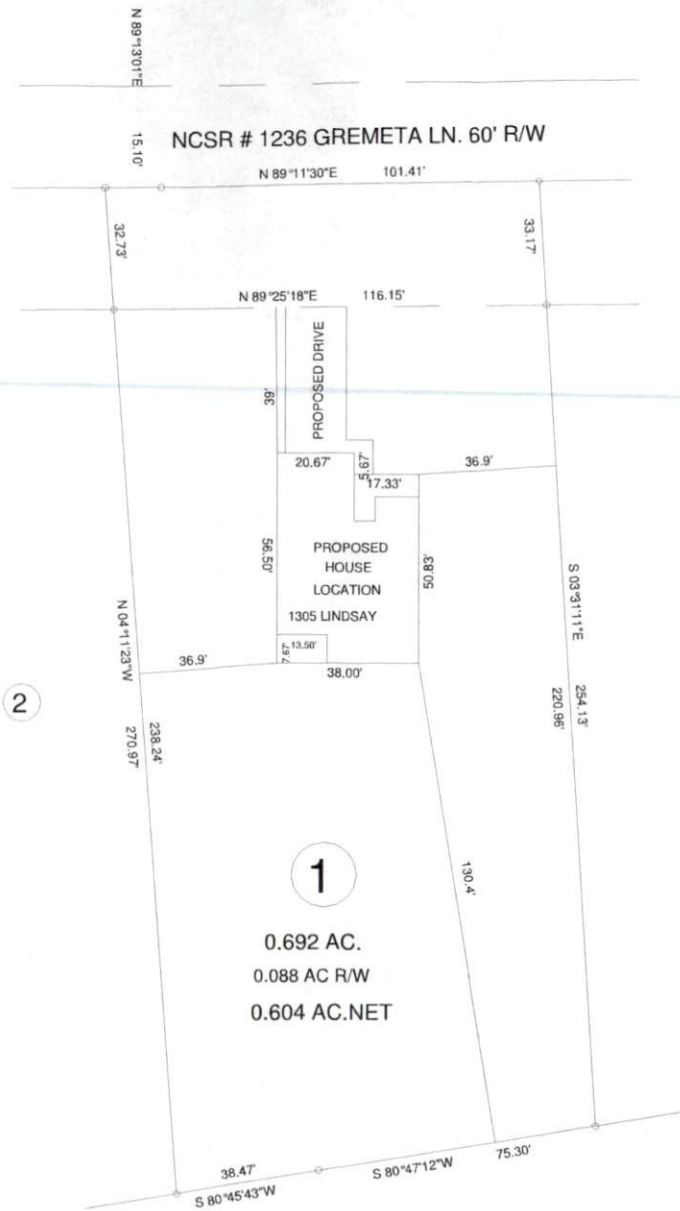 N 89°13'01"E
15.10'
NCSR # 1236 GREMETA LN. 60' R/W
N 89°11'30"E 101.41'
32.73'
33.17'
N 89°25'18"E 116.15'
39'
PROPOSED DRIVE
20.67'
5.67'
17.33'
36.9'
56.50'
PROPOSED
HOUSE
LOCATION
1305 LINDSAY
50.83'
S 03°31'11"E
254.13'
220.96'
N 04°11'23"W
36.9'
7.67'
13.50'
38.00'
2
238.24'
270.97'
1
130.4'
0.692 AC.
0.088 AC R/W
0.604 AC.NET
38.47'
S 80°45'43"W
S 80°47'12"W
75.30'